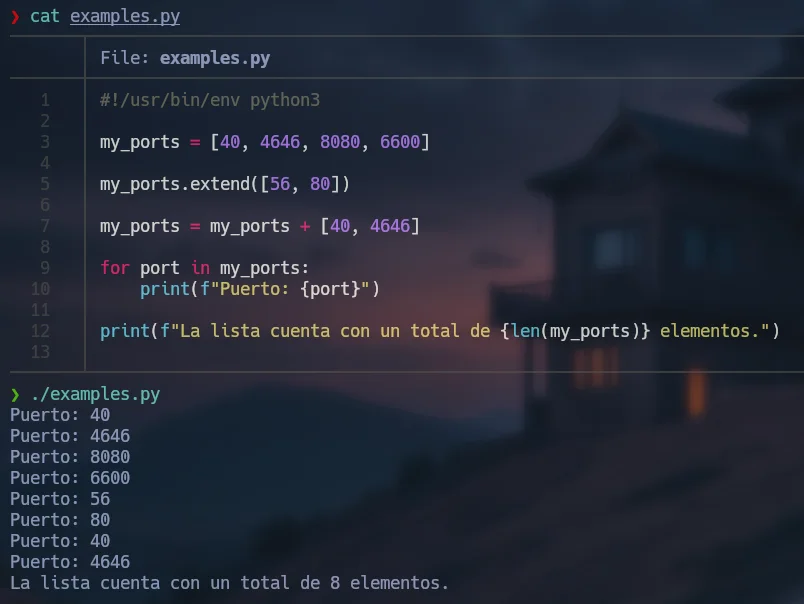 ❯ cat examples.py
File: examples.py
1 #!/usr/bin/env python3
2
3 my_ports = [40, 4646, 8080, 6600]
4
5 my_ports.extend([56, 80])
6
7 my_ports = my_ports + [40, 4646]
8
9 for port in my_ports:
10     print(f"Puerto: {port}")
11
12 print(f"La lista cuenta con un total de {len(my_ports)} elementos.")
13
❯ ./examples.py
Puerto: 40
Puerto: 4646
Puerto: 8080
Puerto: 6600
Puerto: 56
Puerto: 80
Puerto: 40
Puerto: 4646
La lista cuenta con un total de 8 elementos.